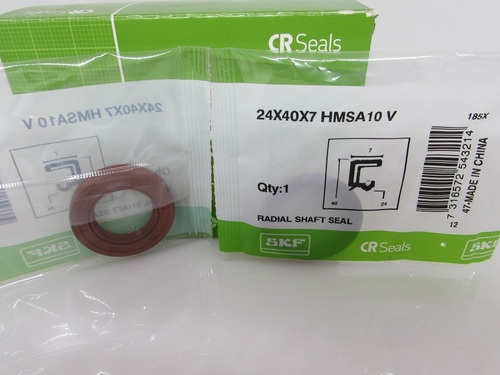 CR Seals
24X40X7 HMSA10 V
24X40X7 HMSA10 V
185X
7
42
24
Qty:1
RADIAL SHAFT SEAL
7 316572 543214
47-MADE IN CHINA
12
SKF
SKF
CR Seals
SKF